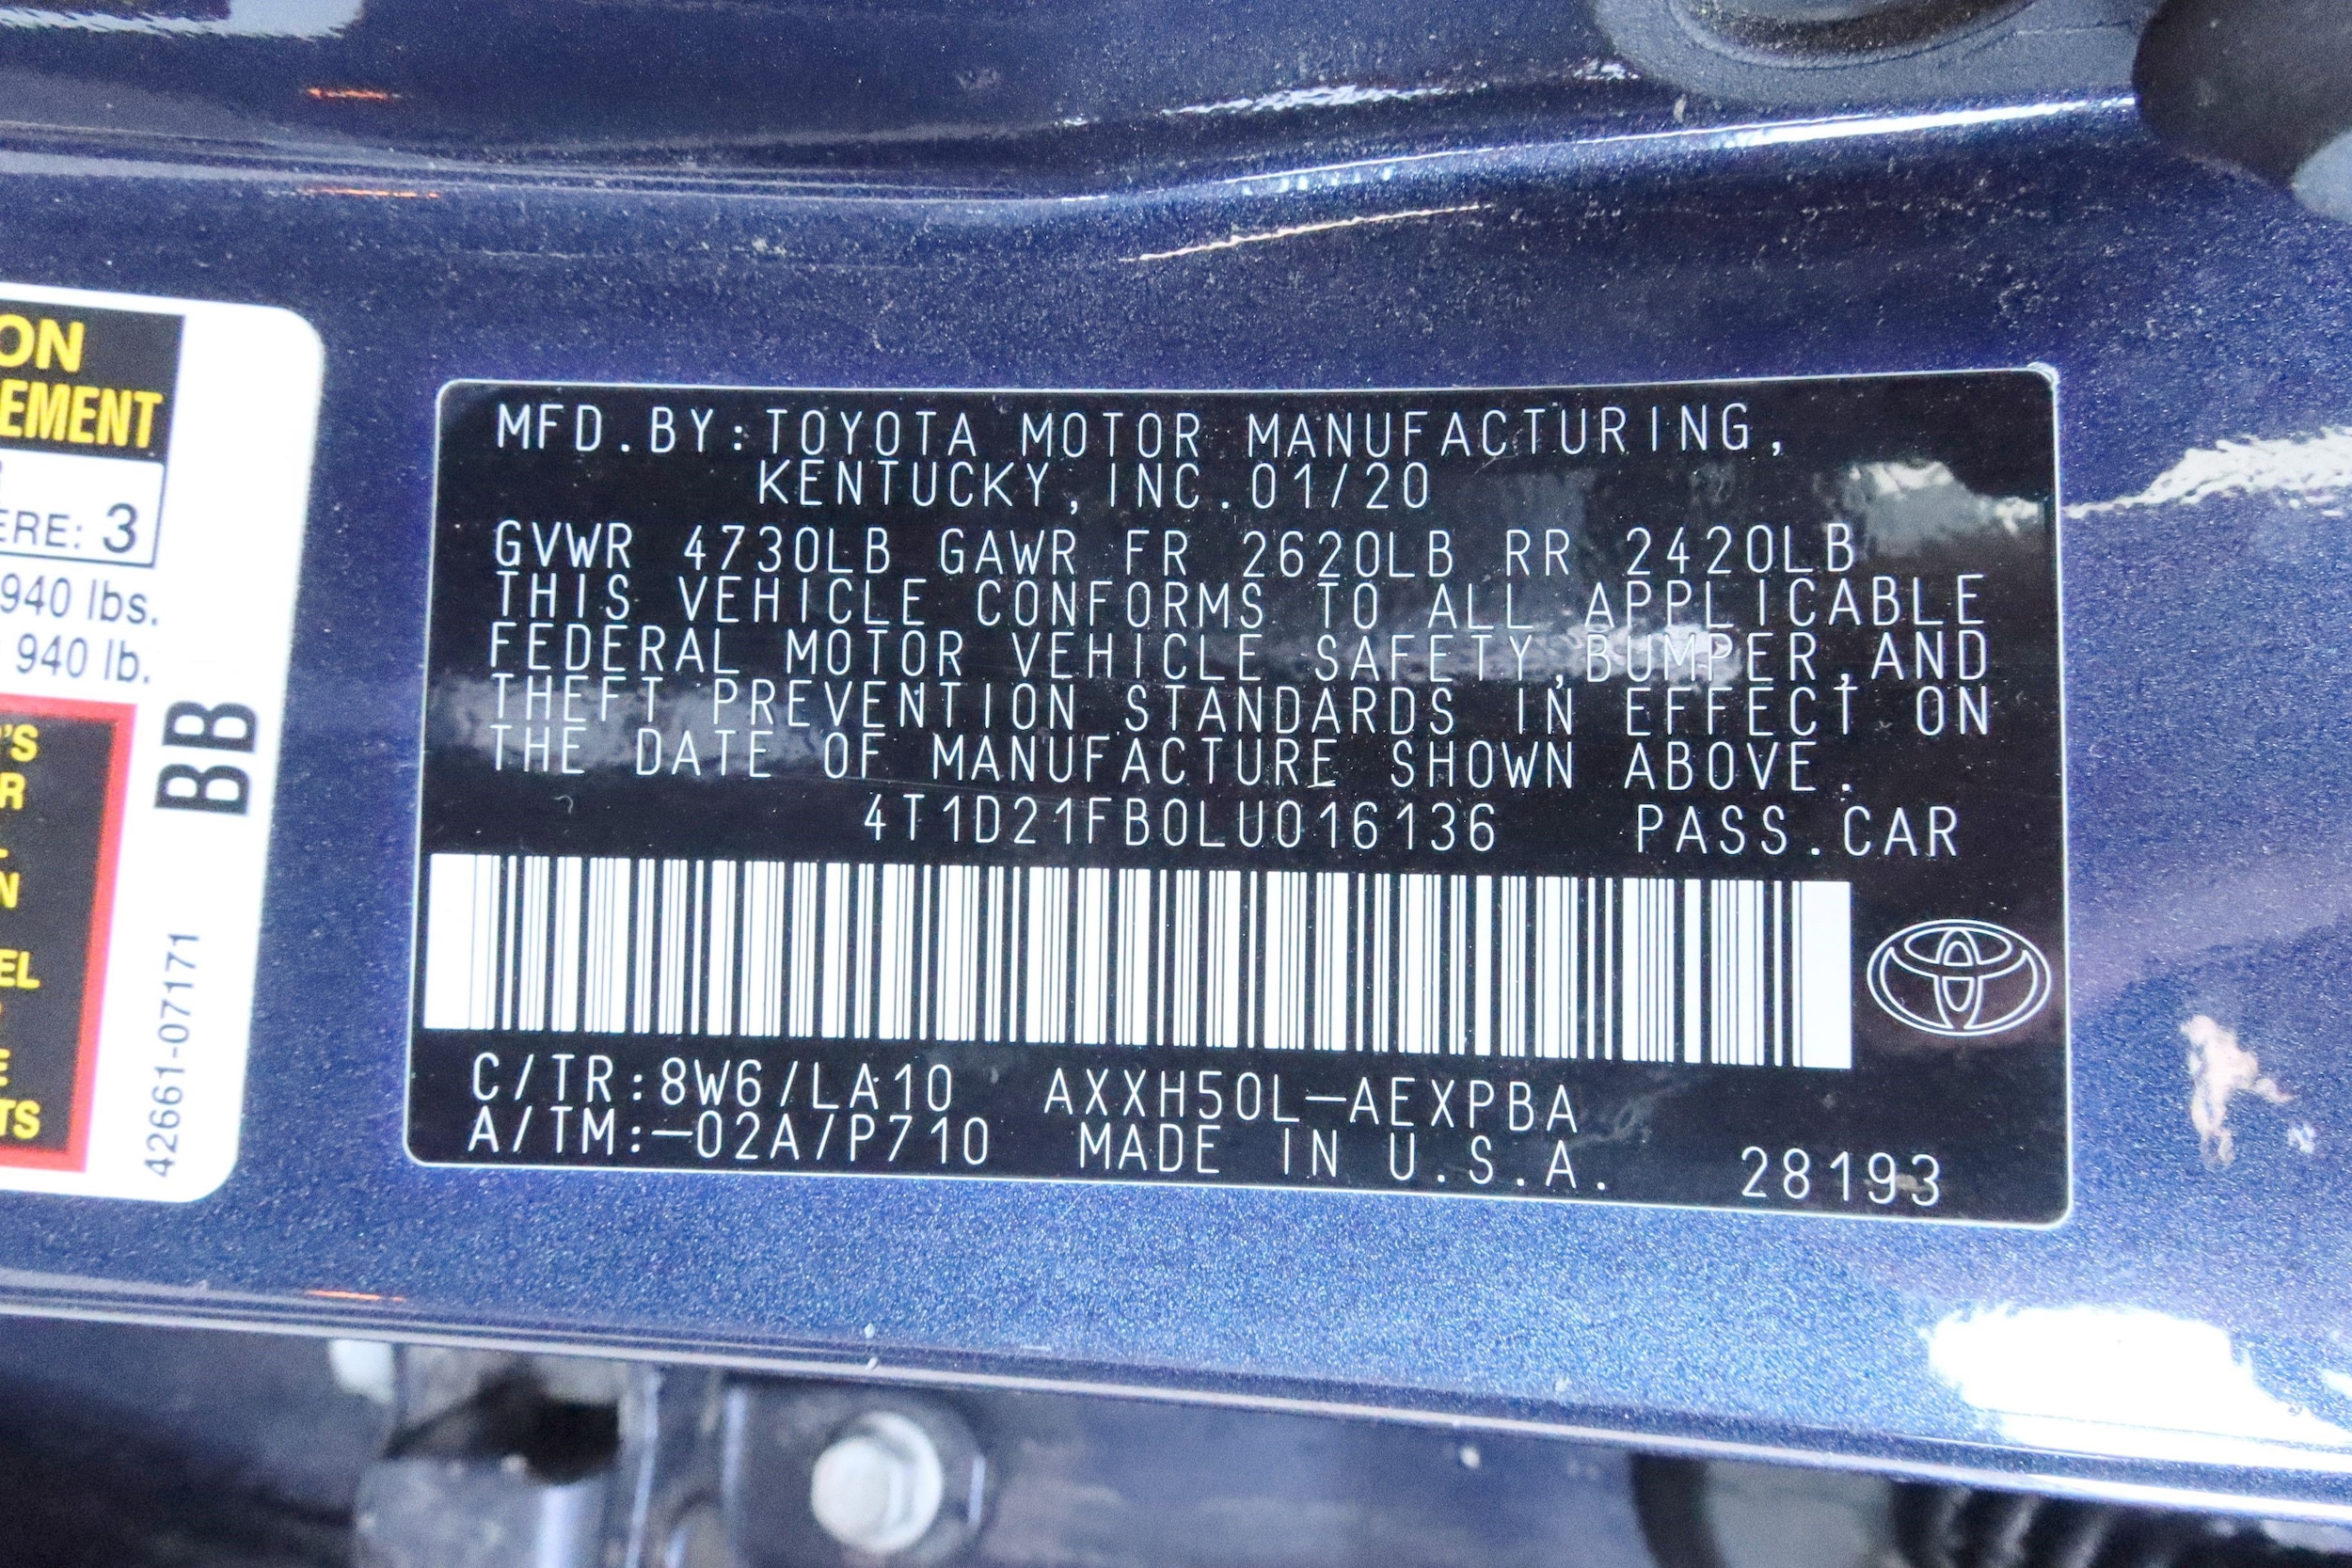 ON
EMENT
ERE: 3
940 lbs.
940 lb.
'S
R
N
EL
E
TS
BB
42661-07171
MFD.BY:TOYOTA MOTOR MANUFACTURING,
KENTUCKY,INC.01/20
GVWR 4730LB GAWR FR 2620LB RR 2420LB
THIS VEHICLE CONFORMS TO ALL APPLICABLE
FEDERAL MOTOR VEHICLE SAFETY,BUMPER,AND
THEFT PREVENTION STANDARDS IN EFFECT ON
THE DATE OF MANUFACTURE SHOWN ABOVE.
4T1D21FB0LU016136 PASS.CAR
C/TR:8W6/LA10 AXXH50L–AEXPBA
A/TM:–02A/P710 MADE IN U.S.A. 28193